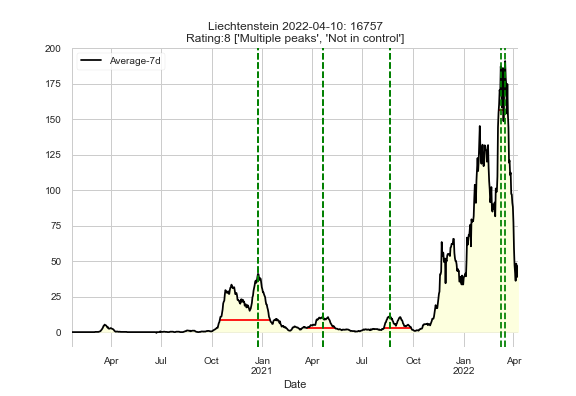 Liechtenstein 2022-04-10: 16757
Rating:8 ['Multiple peaks', 'Not in control']
Average-7d
200
175
150
125
100
75
50
25
0
Apr Jul Oct Jan Apr Jul Oct Jan Apr
2021 2022
Date